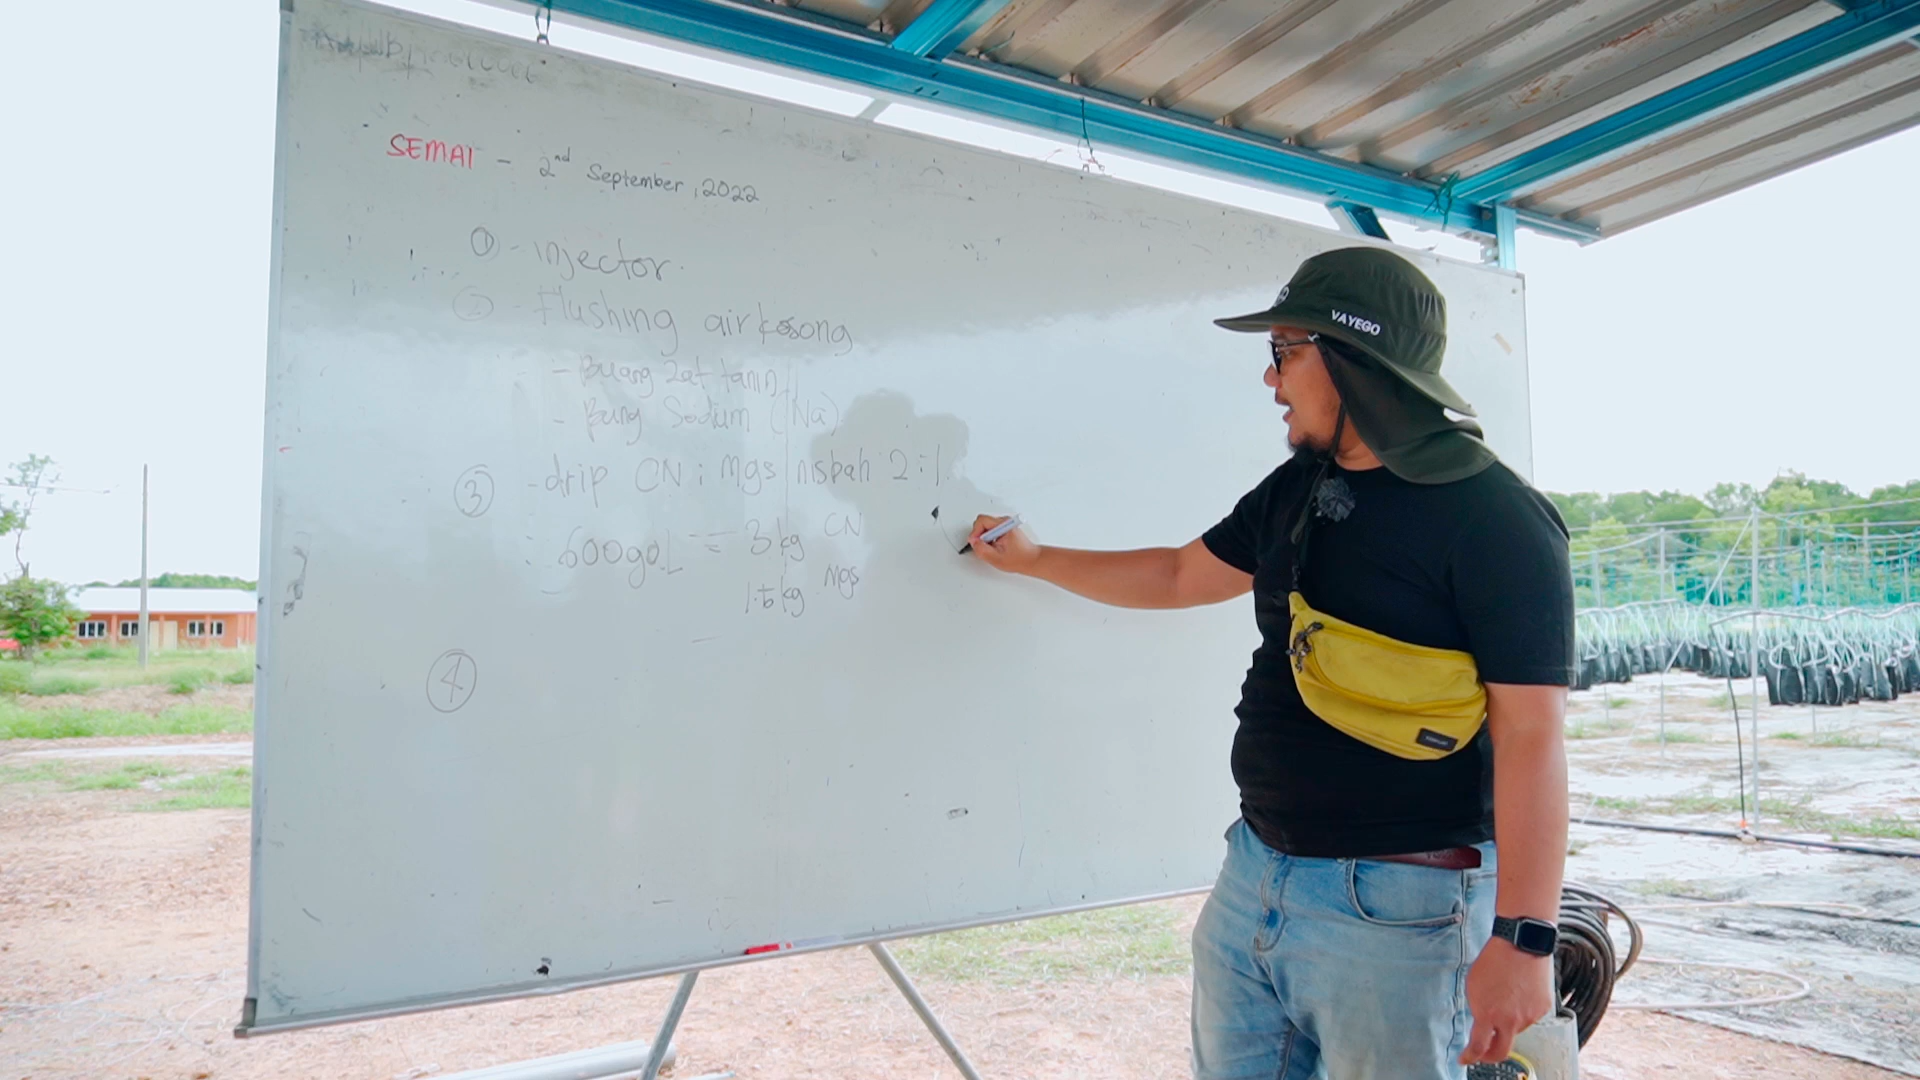 SEMAI - 2nd September, 2022
① - injector
② - Flushing air kosong
- Buang zat tanin
- Bung Sodium (Na)
③ - drip CN : Mgs nisbah 2:1
600gal = 3kg CN
1.5kg Mgs
④
VAYEGO